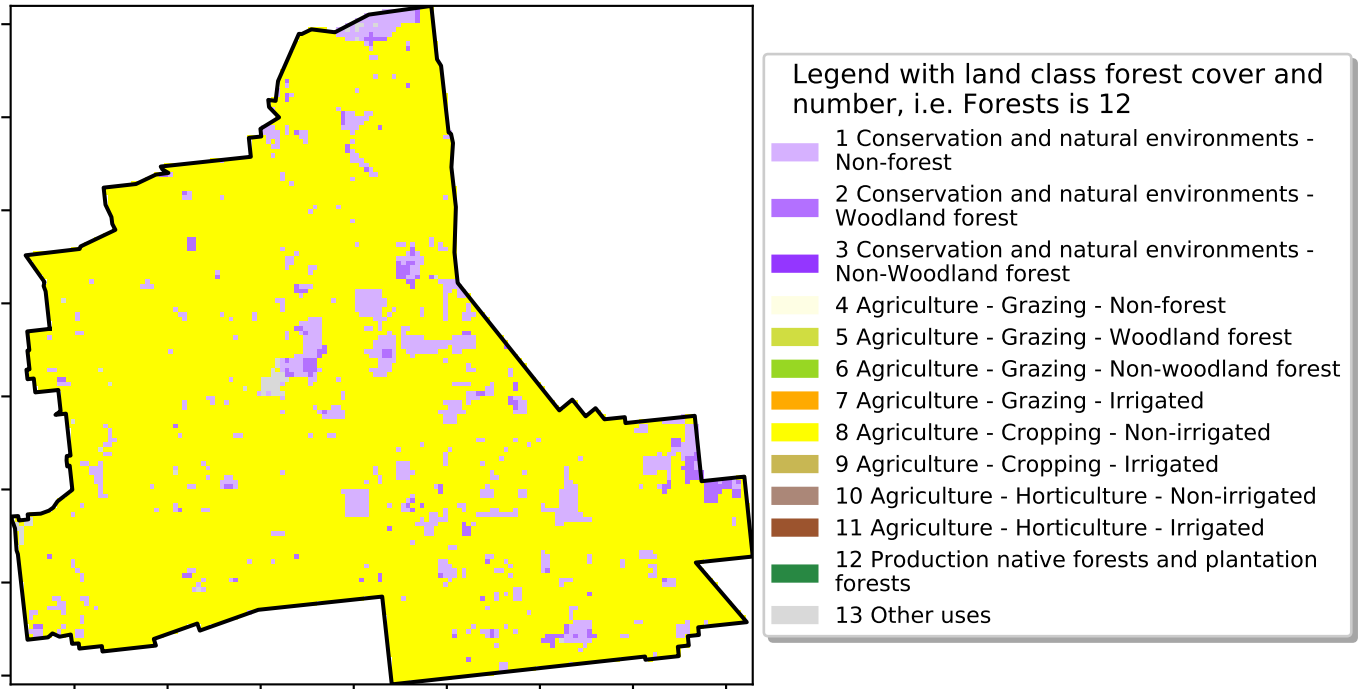 Legend with land class forest cover and
number, i.e. Forests is 12
1 Conservation and natural environments -
Non-forest
2 Conservation and natural environments -
Woodland forest
3 Conservation and natural environments -
Non-Woodland forest
4 Agriculture - Grazing - Non-forest
5 Agriculture - Grazing - Woodland forest
6 Agriculture - Grazing - Non-woodland forest
7 Agriculture - Grazing - Irrigated
8 Agriculture - Cropping - Non-irrigated
9 Agriculture - Cropping - Irrigated
10 Agriculture - Horticulture - Non-irrigated
11 Agriculture - Horticulture - Irrigated
12 Production native forests and plantation
forests
13 Other uses